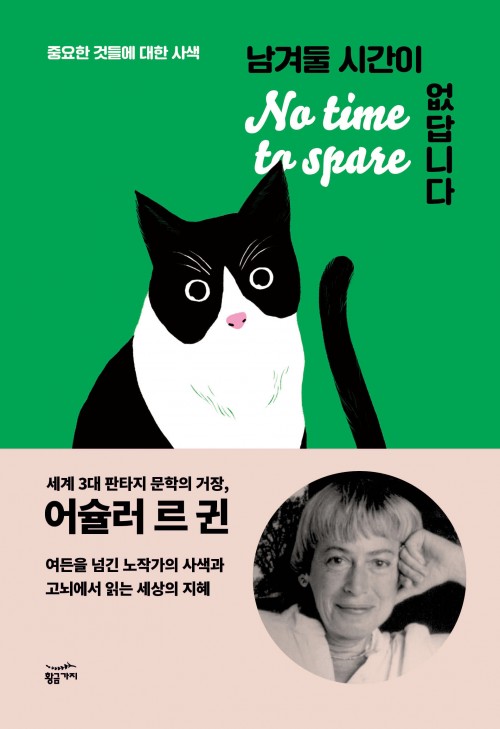 중요한 것들에 대한 사색
남겨둘 시간이
없답니다
No time
to spare
세계 3대 판타지 문학의 거장,
어슐러 르 귄
여든을 넘긴 노작가의 사색과
고뇌에서 읽는 세상의 지혜
황금가지